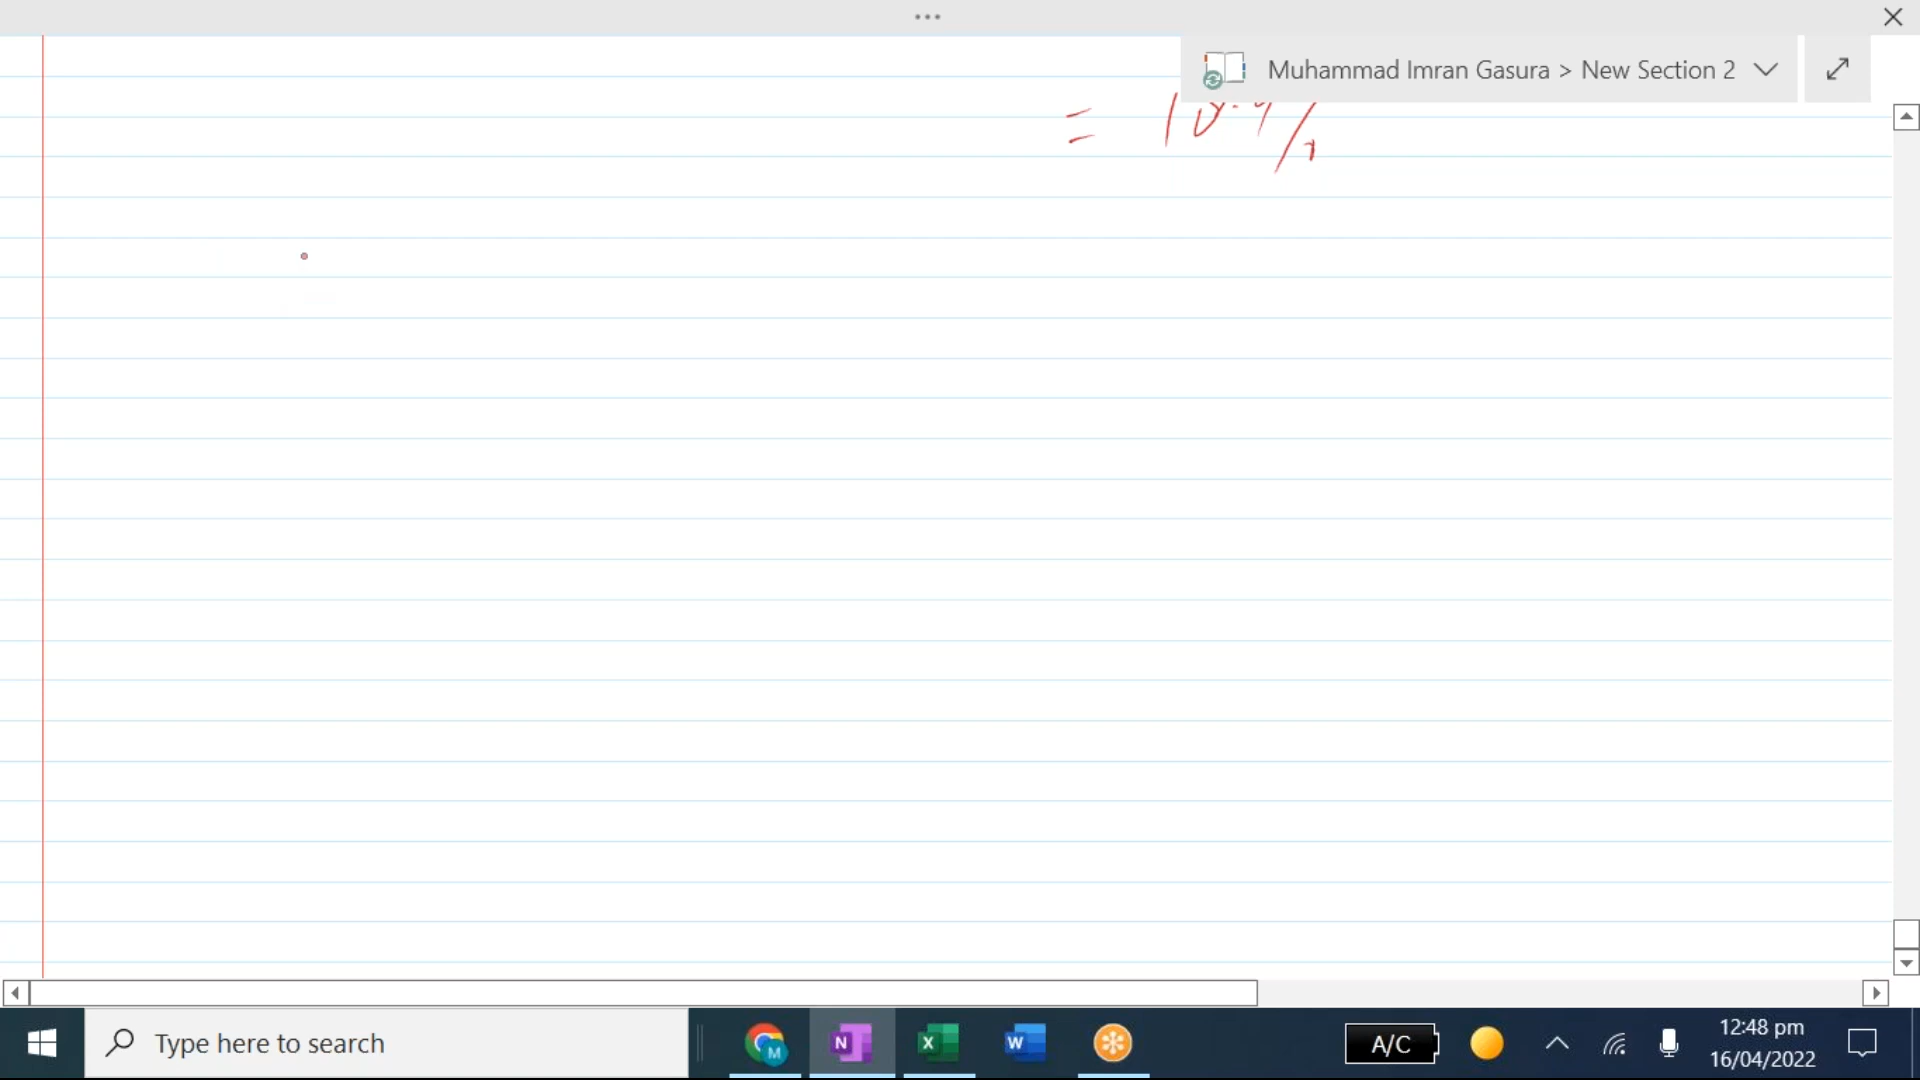 Muhammad Imran Gasura > New Section 2
=
Type here to search
M
N
X
W
A/C
12:48 pm
16/04/2022